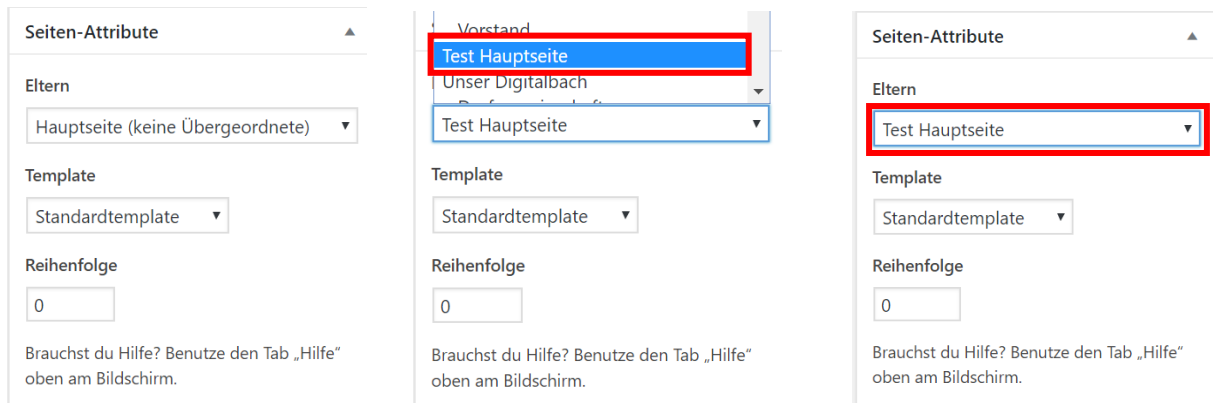 Seiten-Attribute
Eltern
Hauptseite (keine Übergeordnete)
Template
Standardtemplate
Reihenfolge
0
Brauchst du Hilfe? Benutze den Tab „Hilfe“
oben am Bildschirm.
Vorstand
Test Hauptseite
Unser Digitalbach
Test Hauptseite
Template
Standardtemplate
Reihenfolge
0
Brauchst du Hilfe? Benutze den Tab „Hilfe“
oben am Bildschirm.
Seiten-Attribute
Eltern
Test Hauptseite
Template
Standardtemplate
Reihenfolge
0
Brauchst du Hilfe? Benutze den Tab „Hilfe“
oben am Bildschirm.